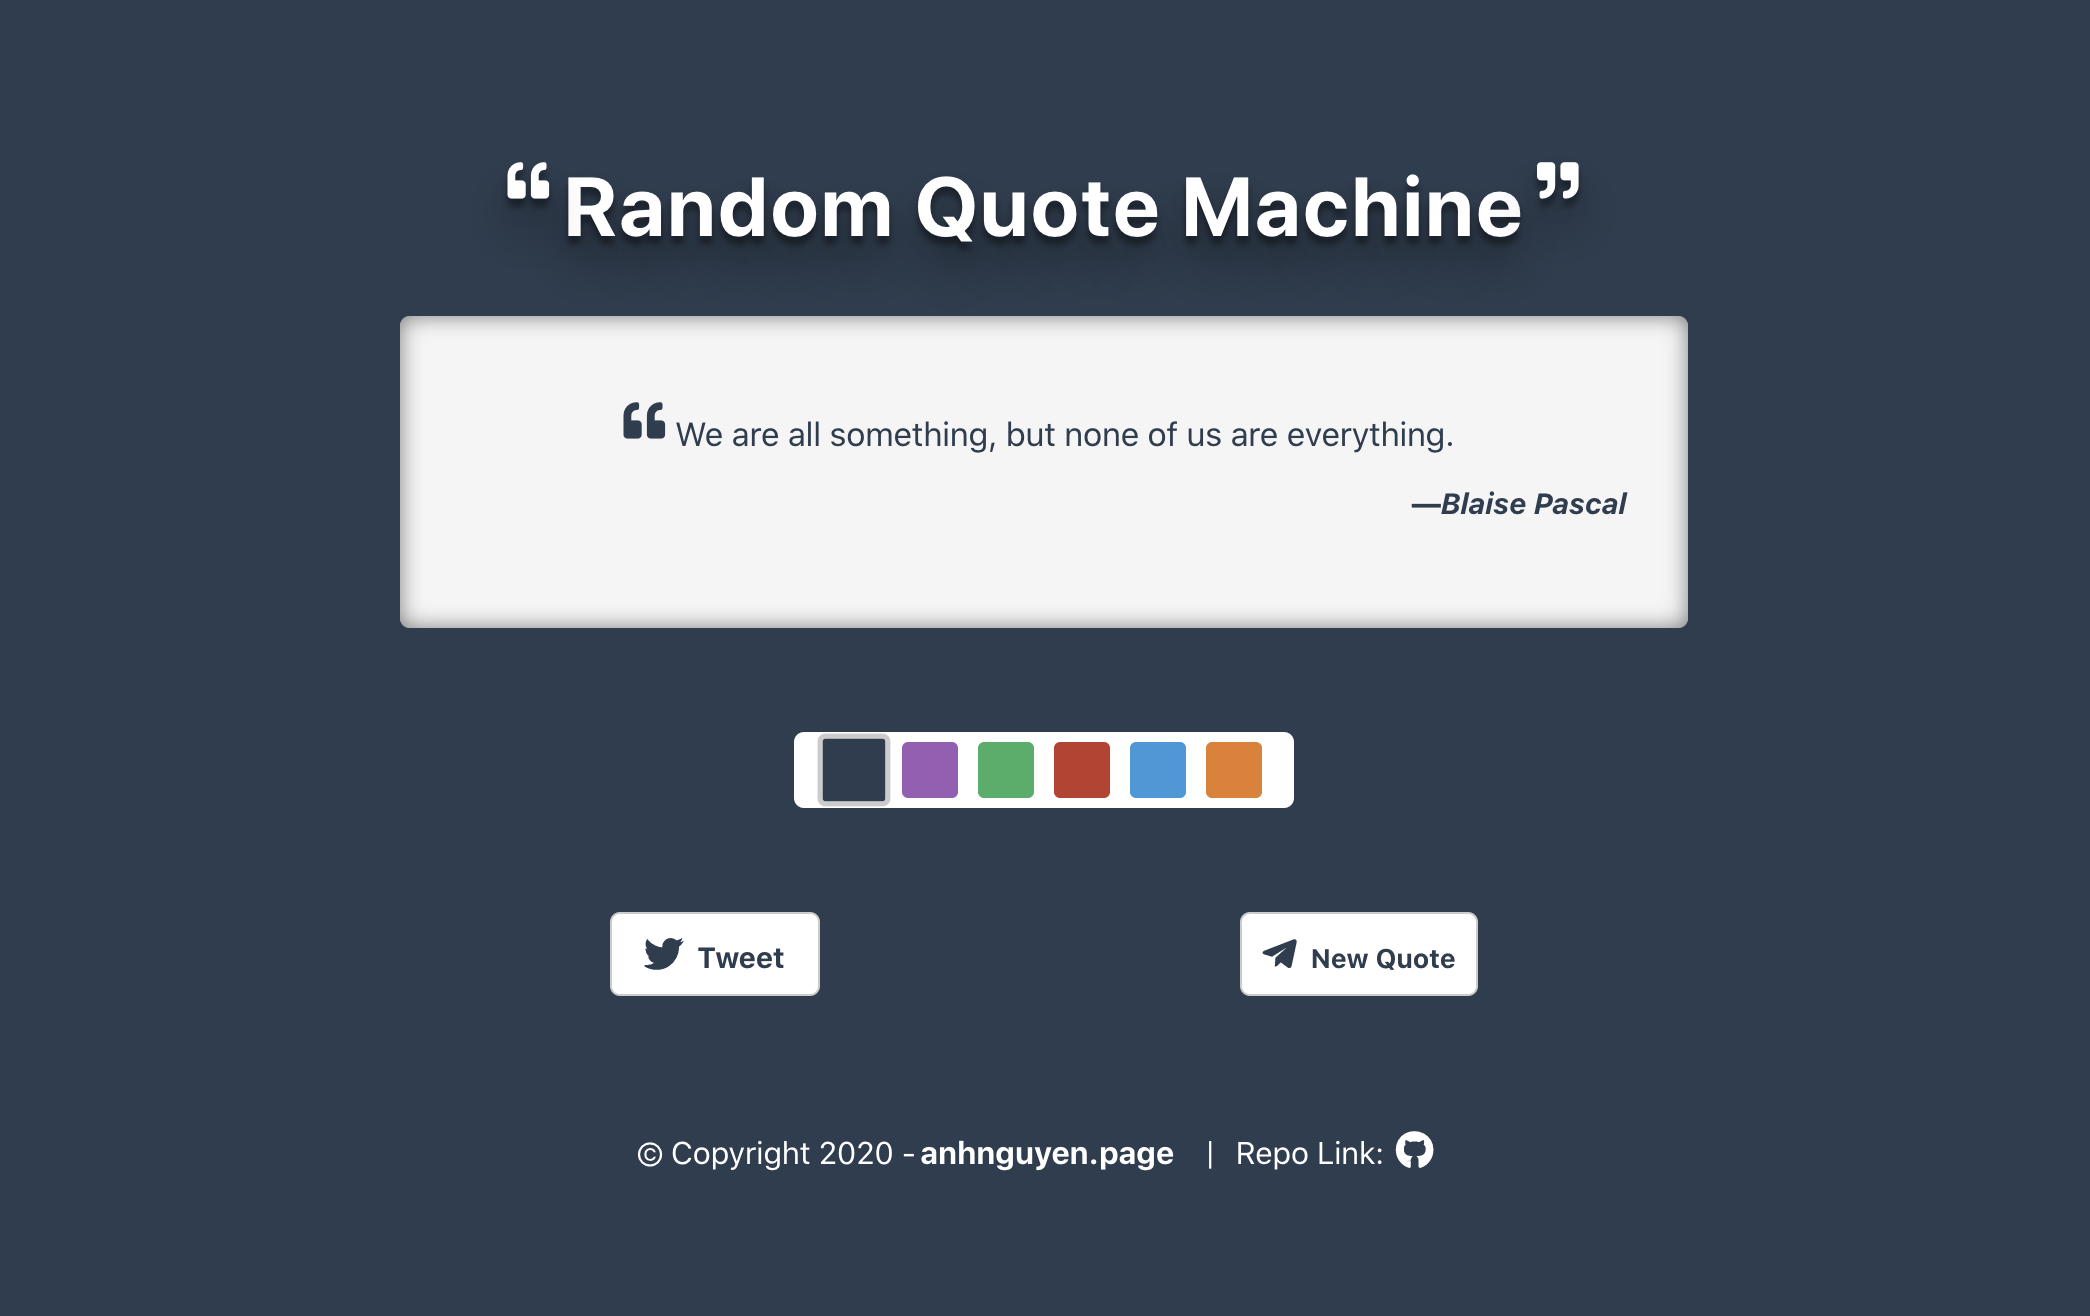 “Random Quote Machine”
“We are all something, but none of us are everything.
—Blaise Pascal
Tweet
New Quote
© Copyright 2020 - anhnguyen.page | Repo Link: